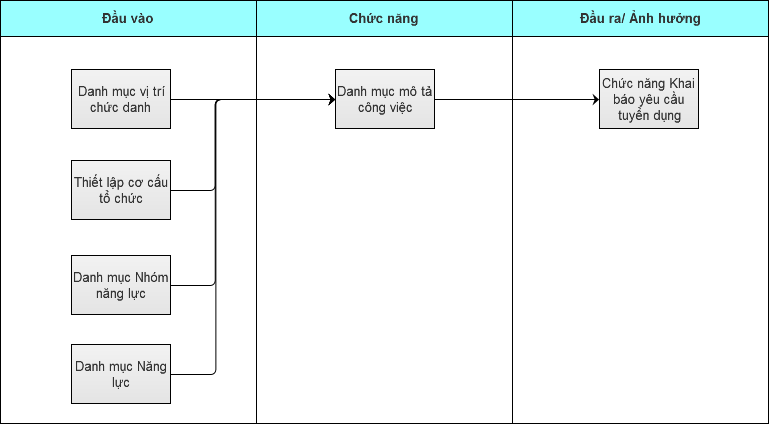 Đầu vào
Chức năng
Đầu ra/ Ảnh hưởng
Danh mục vị trí
chức danh
Danh mục mô tả
công việc
Chức năng Khai
báo yêu cầu
tuyển dụng
Thiết lập cơ cấu
tổ chức
Danh mục Nhóm
năng lực
Danh mục Năng
lực